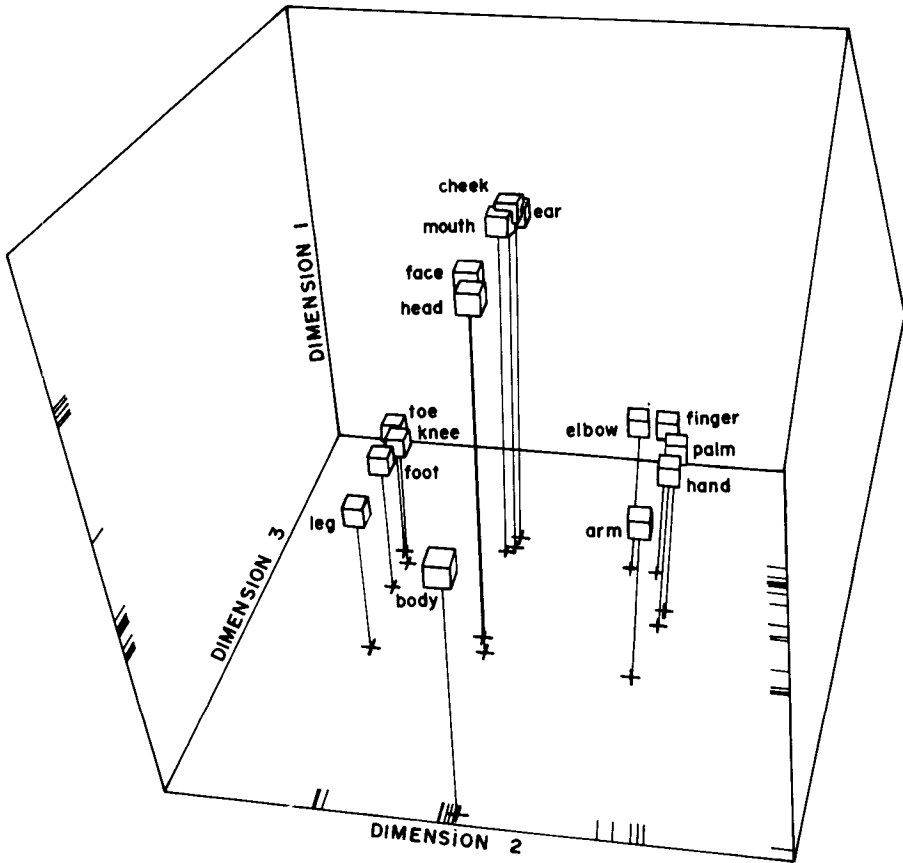 cheek
ear
mouth
face
head
DIMENSION 1
toe
knee
foot
leg
body
elbow
finger
palm
hand
arm
DIMENSION 3
DIMENSION 2